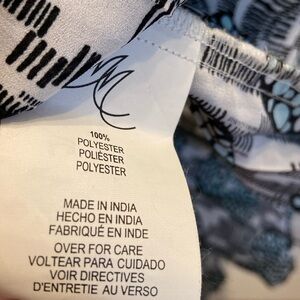 100%
POLYESTER
POLIÉSTER
POLYESTER
MADE IN INDIA
HECHO EN INDIA
FABRIQUÉ EN INDE
OVER FOR CARE
VOLTEAR PARA CUIDADO
VOIR DIRECTIVES
D'ENTRETIE AU VERSO